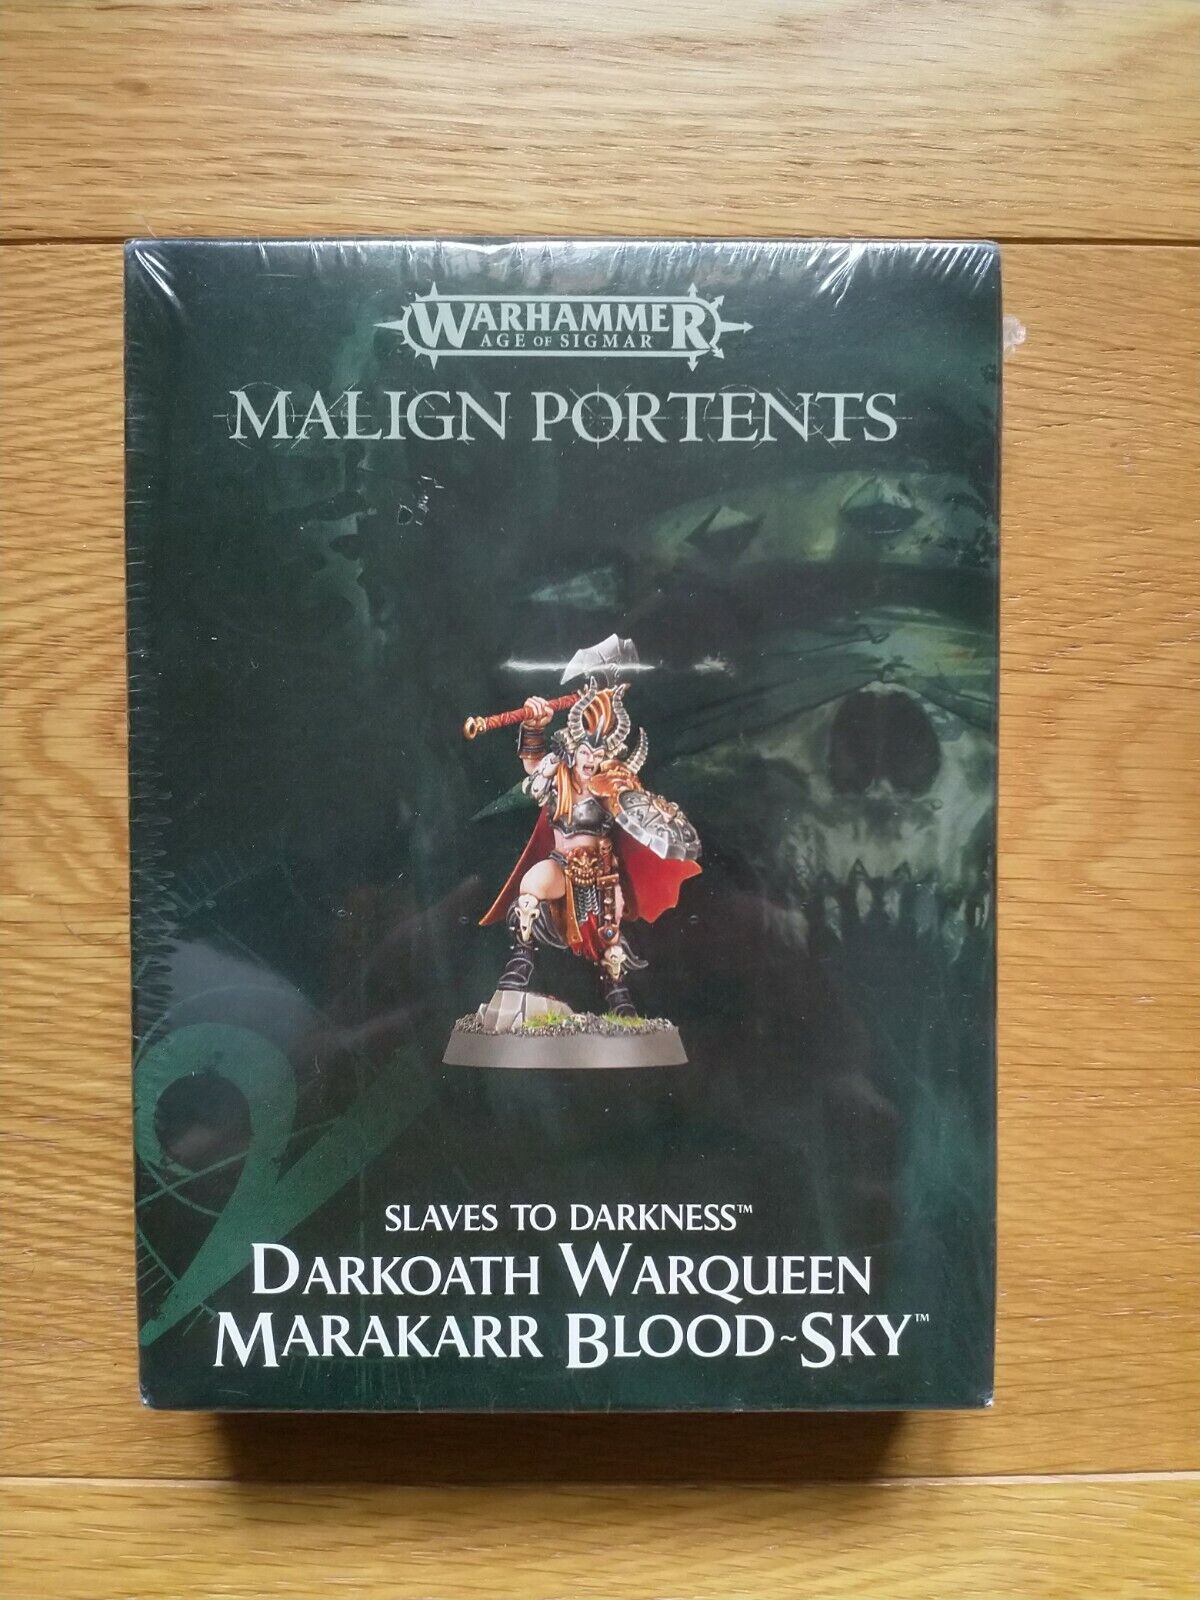 WARHAMMER
AGE OF SIGMAR
MALIGN PORTENTS
SLAVES TO DARKNESS™
DARKOATH WARQUEEN
MARAKARR BLOOD~SKY™